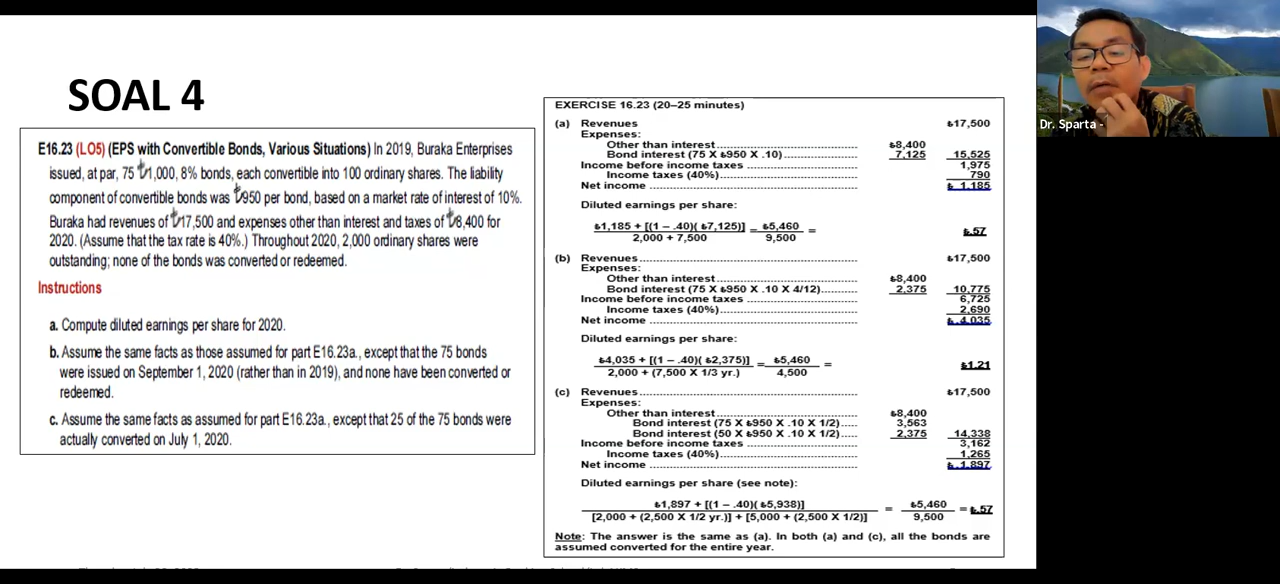 SOAL 4
E16.23 (LO5) (EPS with Convertible Bonds, Various Situations) In 2019, Buraka Enterprises
issued, at par, 75 ₺1,000, 8% bonds, each convertible into 100 ordinary shares. The liability
component of convertible bonds was ₺950 per bond, based on a market rate of interest of 10%.
Buraka had revenues of ₺17,500 and expenses other than interest and taxes of ₺8,400 for
2020. (Assume that the tax rate is 40%.) Throughout 2020, 2,000 ordinary shares were
outstanding; none of the bonds was converted or redeemed.
Instructions
a. Compute diluted earnings per share for 2020.
b. Assume the same facts as those assumed for part E16.23a., except that the 75 bonds
were issued on September 1, 2020 (rather than in 2019), and none have been converted or
redeemed.
c. Assume the same facts as assumed for part E16.23a., except that 25 of the 75 bonds were
actually converted on July 1, 2020.
EXERCISE 16.23 (20–25 minutes)
(a) Revenues ₺17,500
Expenses:
Other than interest ₺8,400
Bond interest (75 X ₺950 X .10) 7,125 15,525
Income before income taxes 1,975
Income taxes (40%) 790
Net income ₺ 1,185
Diluted earnings per share:
₺1,185 + [(1 – .40)( ₺7,125)] = ₺5,460 = ₺.57
2,000 + 7,500 9,500
(b) Revenues ₺17,500
Expenses:
Other than interest ₺8,400
Bond interest (75 X ₺950 X .10 X 4/12) 2,375 10,775
Income before income taxes 6,725
Income taxes (40%) 2,690
Net income ₺ 4,035
Diluted earnings per share:
₺4,035 + [(1 – .40)( ₺2,375)] = ₺5,460 = ₺1.21
2,000 + (7,500 X 1/3 yr.) 4,500
(c) Revenues ₺17,500
Expenses:
Other than interest ₺8,400
Bond interest (75 X ₺950 X .10 X 1/2) 3,563
Bond interest (50 X ₺950 X .10 X 1/2) 2,375 14,338
Income before income taxes 3,162
Income taxes (40%) 1,265
Net income ₺ 1,897
Diluted earnings per share (see note):
₺1,897 + [(1 – .40)( ₺5,938)] = ₺5,460 = ₺.57
[2,000 + (2,500 X 1/2 yr.)] + [5,000 + (2,500 X 1/2)] 9,500
Note: The answer is the same as (a). In both (a) and (c), all the bonds are
assumed converted for the entire year.
Dr. Sparta -